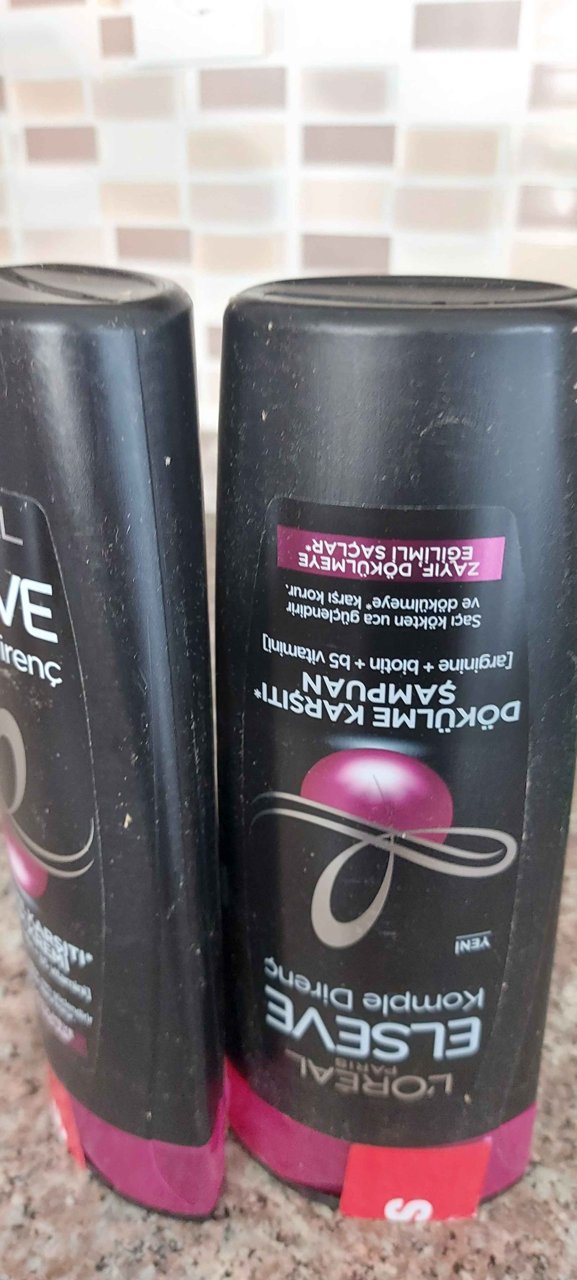 L'ORÉAL
PARIS
ELSEVE
Komple Direnç
YENİ
DÖKÜLME KARŞITI*
ŞAMPUAN
[arginine + biotin + b5 vitamini]
Saçı kökten uca güçlendirir
ve dökülmeye* karşı korur.
ZAYIF, DÖKÜLMEYE
EĞİLİMLİ SAÇLAR*
S
L
VE
irenç
KARŞITI*